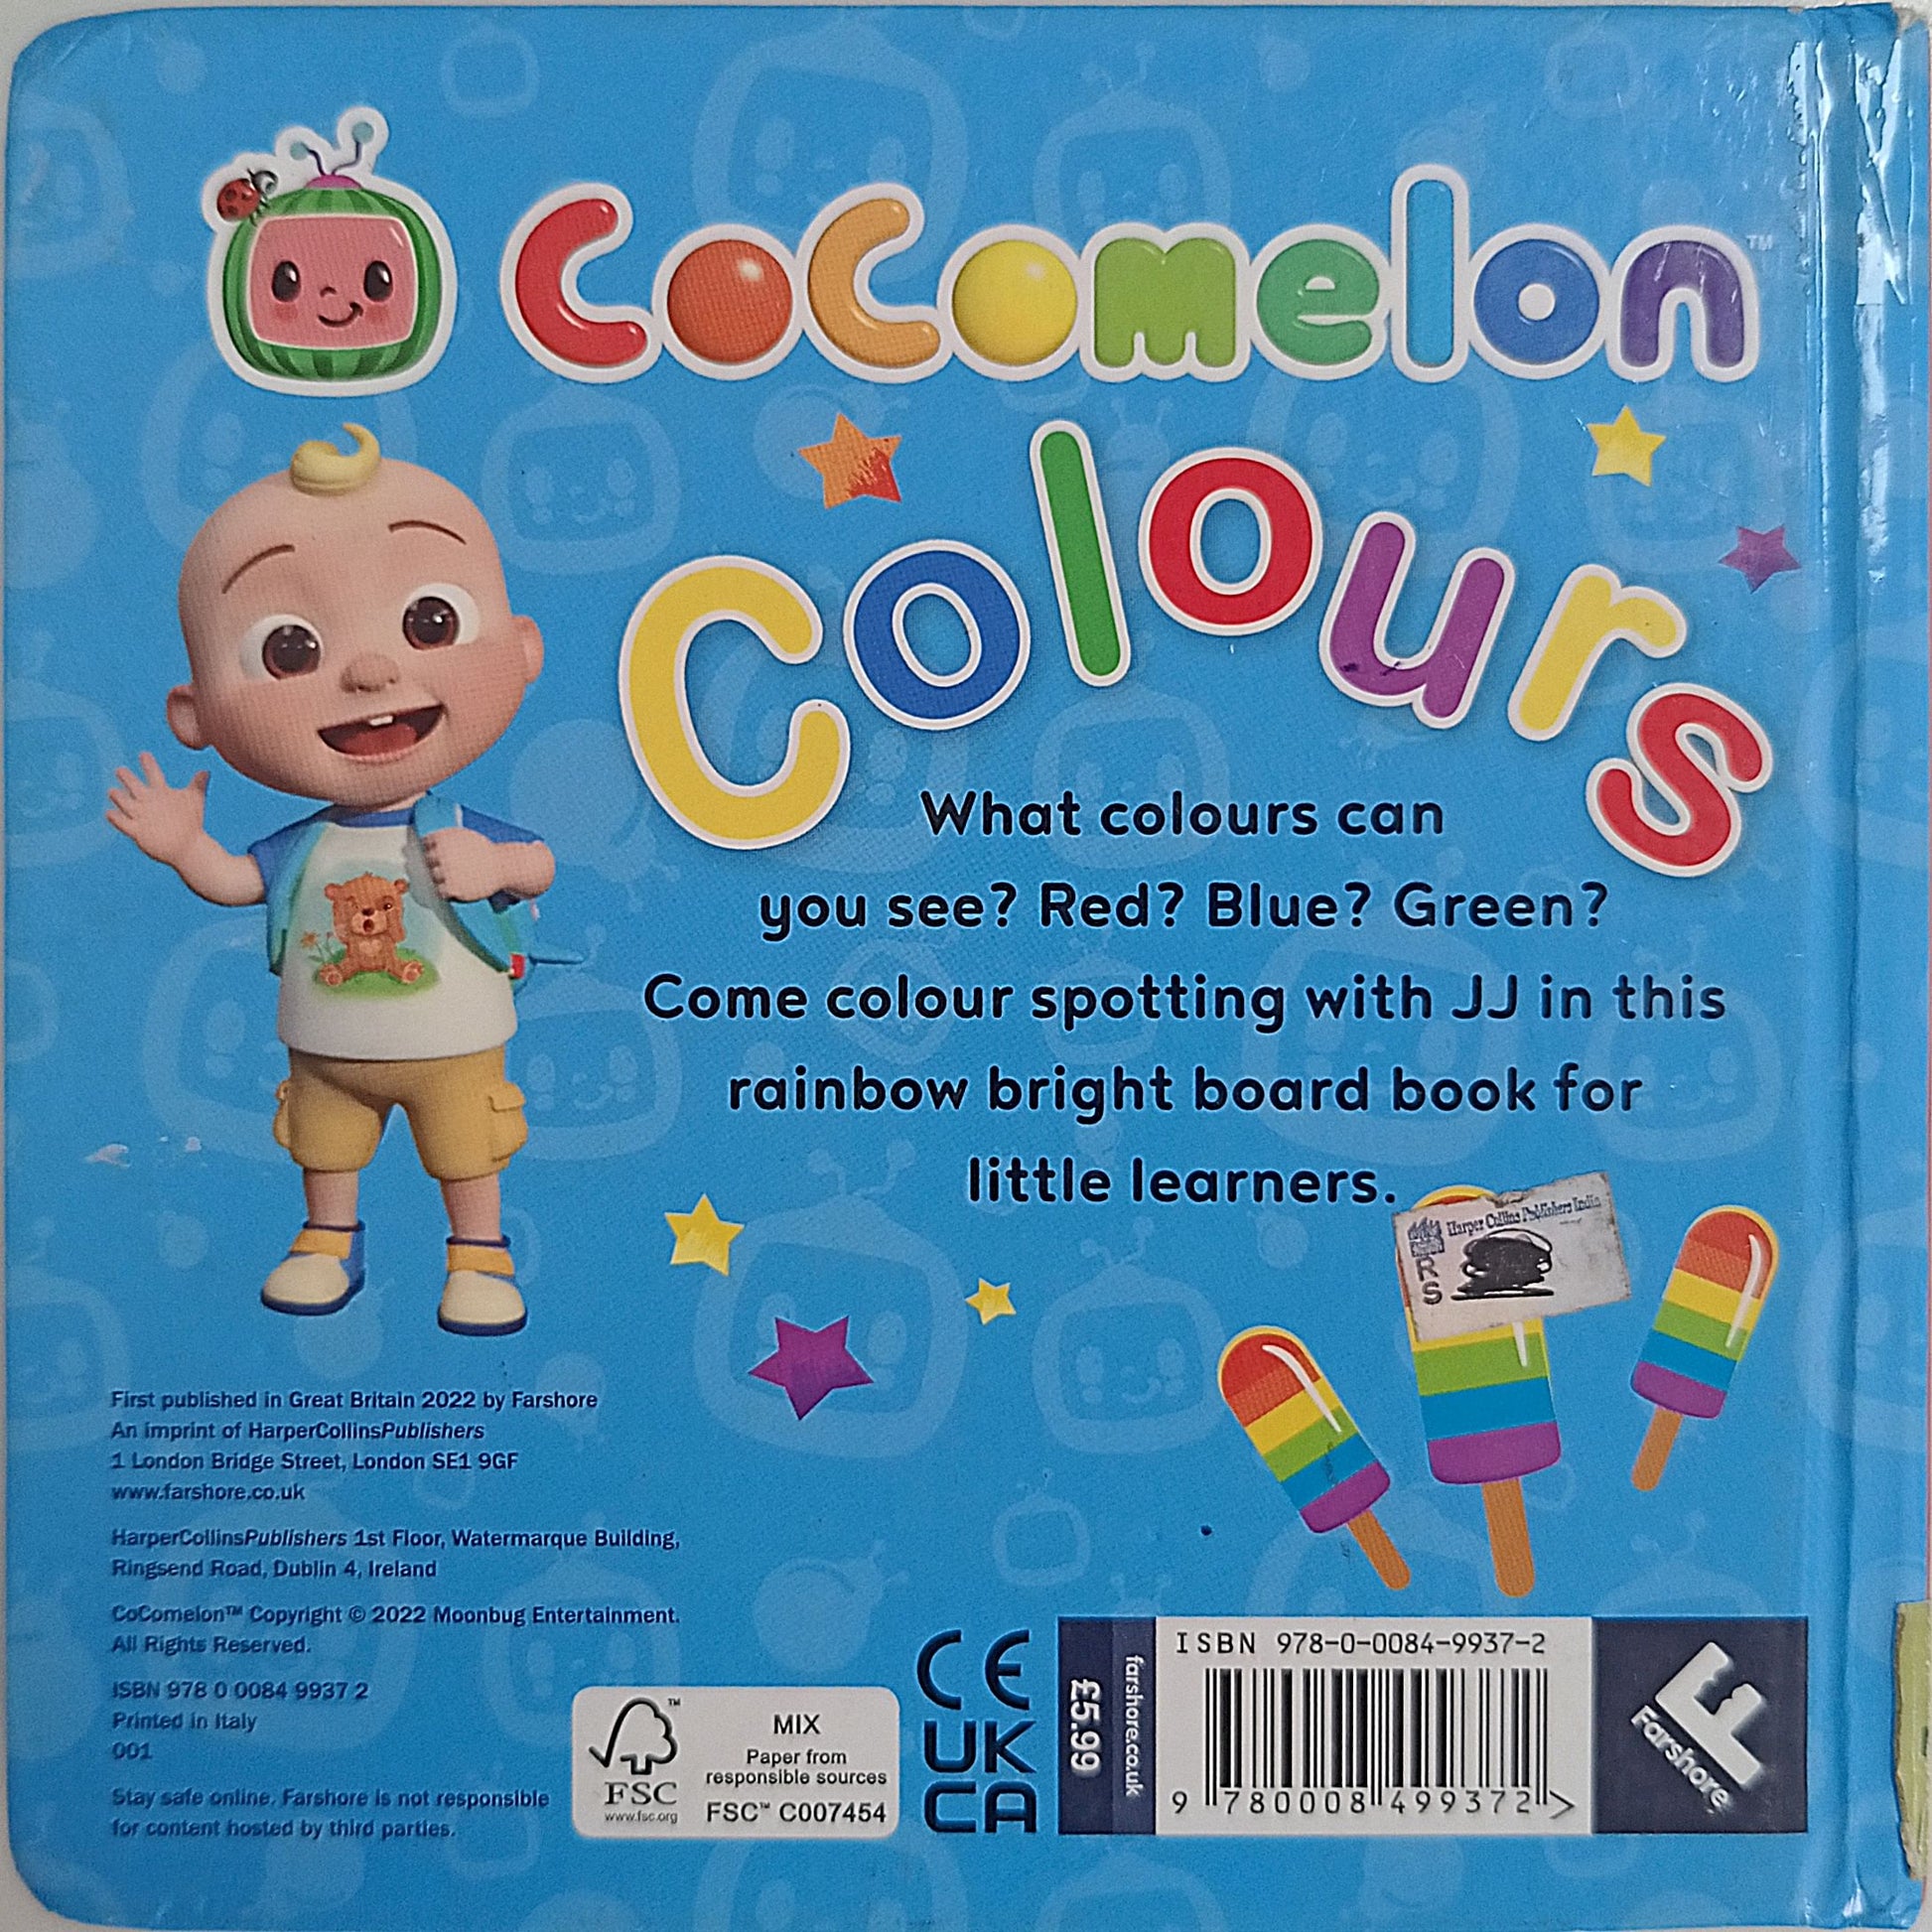 CoComelon™
Colours
What colours can
you see? Red? Blue? Green?
Come colour spotting with JJ in this
rainbow bright board book for
little learners.
Harper Collins Publishers India
RS
First published in Great Britain 2022 by Farshore
An imprint of HarperCollinsPublishers
1 London Bridge Street, London SE1 9GF
www.farshore.co.uk
HarperCollinsPublishers 1st Floor, Watermarque Building,
Ringsend Road, Dublin 4, Ireland
CoComelon™ Copyright © 2022 Moonbug Entertainment.
All Rights Reserved.
ISBN 978 0 0084 9937 2
Printed in Italy
001
Stay safe online. Farshore is not responsible
for content hosted by third parties.
FSC™
www.fsc.org
MIX
Paper from
responsible sources
FSC™ C007454
CE
UK
CA
£5.99
farshore.co.uk
ISBN 978-0-0084-9937-2
9 780008 499372 >
F
Farshore